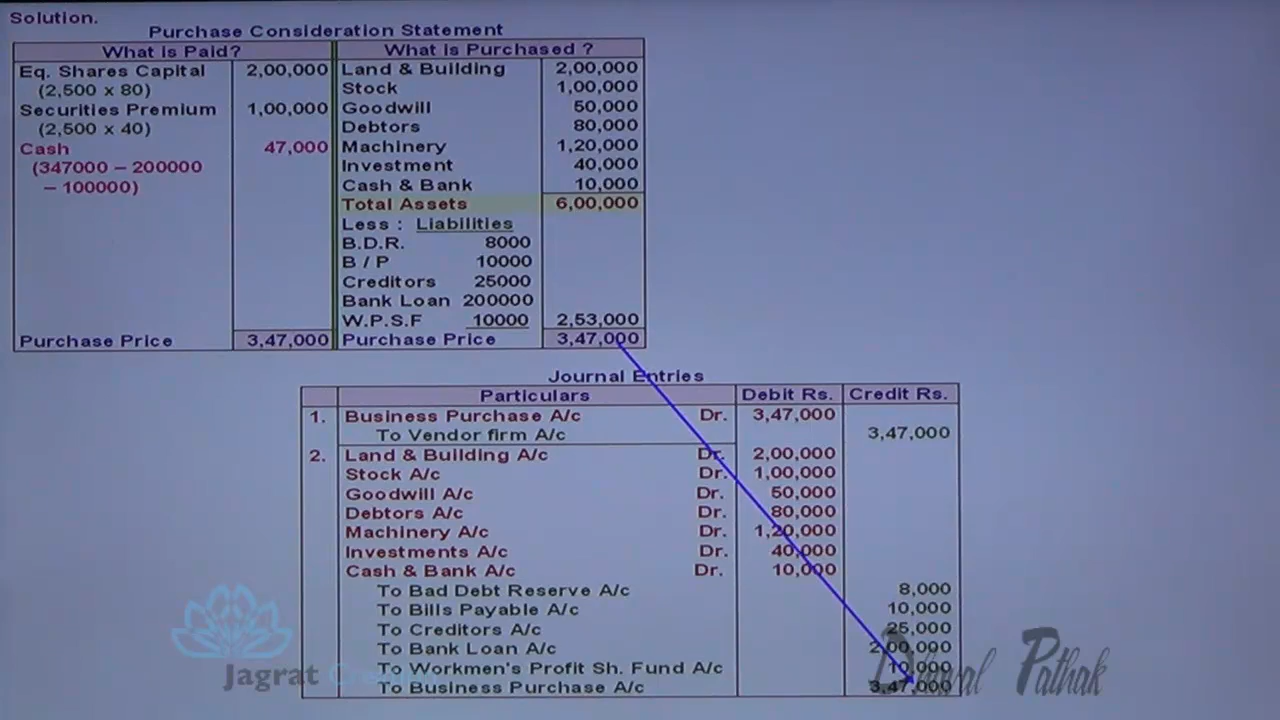 Solution.
Purchase Consideration Statement
What is Paid? What is Purchased ?
Eq. Shares Capital 2,00,000 Land & Building 2,00,000
(2,500 x 80) Stock 1,00,000
Securities Premium 1,00,000 Goodwill 50,000
(2,500 x 40) Debtors 80,000
Cash 47,000 Machinery 1,20,000
(347000 – 200000 Investment 40,000
– 100000) Cash & Bank 10,000
Total Assets 6,00,000
Less : Liabilities
B.D.R. 8000
B / P 10000
Creditors 25000
Bank Loan 200000
W.P.S.F 10000 2,53,000
Purchase Price 3,47,000 Purchase Price 3,47,000
Journal Entries
Particulars Debit Rs. Credit Rs.
1. Business Purchase A/c Dr. 3,47,000
To Vendor firm A/c 3,47,000
2. Land & Building A/c Dr. 2,00,000
Stock A/c Dr. 1,00,000
Goodwill A/c Dr. 50,000
Debtors A/c Dr. 80,000
Machinery A/c Dr. 1,20,000
Investments A/c Dr. 40,000
Cash & Bank A/c Dr. 10,000
To Bad Debt Reserve A/c 8,000
To Bills Payable A/c 10,000
To Creditors A/c 25,000
To Bank Loan A/c 2,00,000
To Workmen's Profit Sh. Fund A/c 10,000
To Business Purchase A/c 3,47,000
Jagrat
Dhaval Pathak